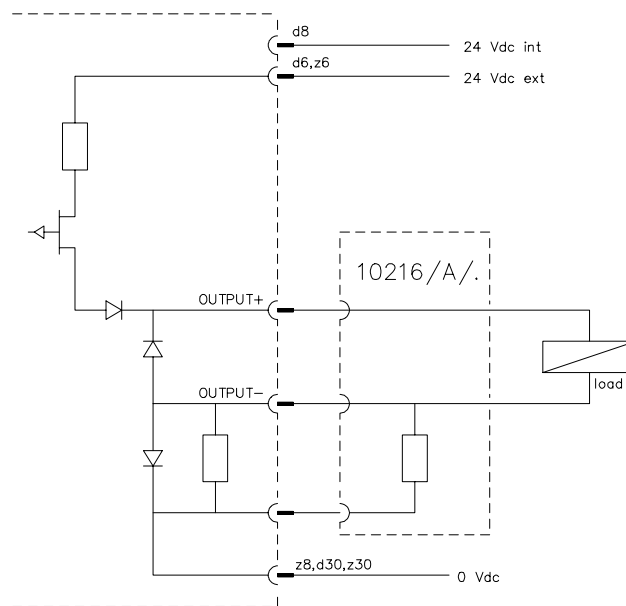 d8
24 Vdc int
d6,z6
24 Vdc ext
10216/A/.
OUTPUT+
OUTPUT−
load
z8,d30,z30
0 Vdc